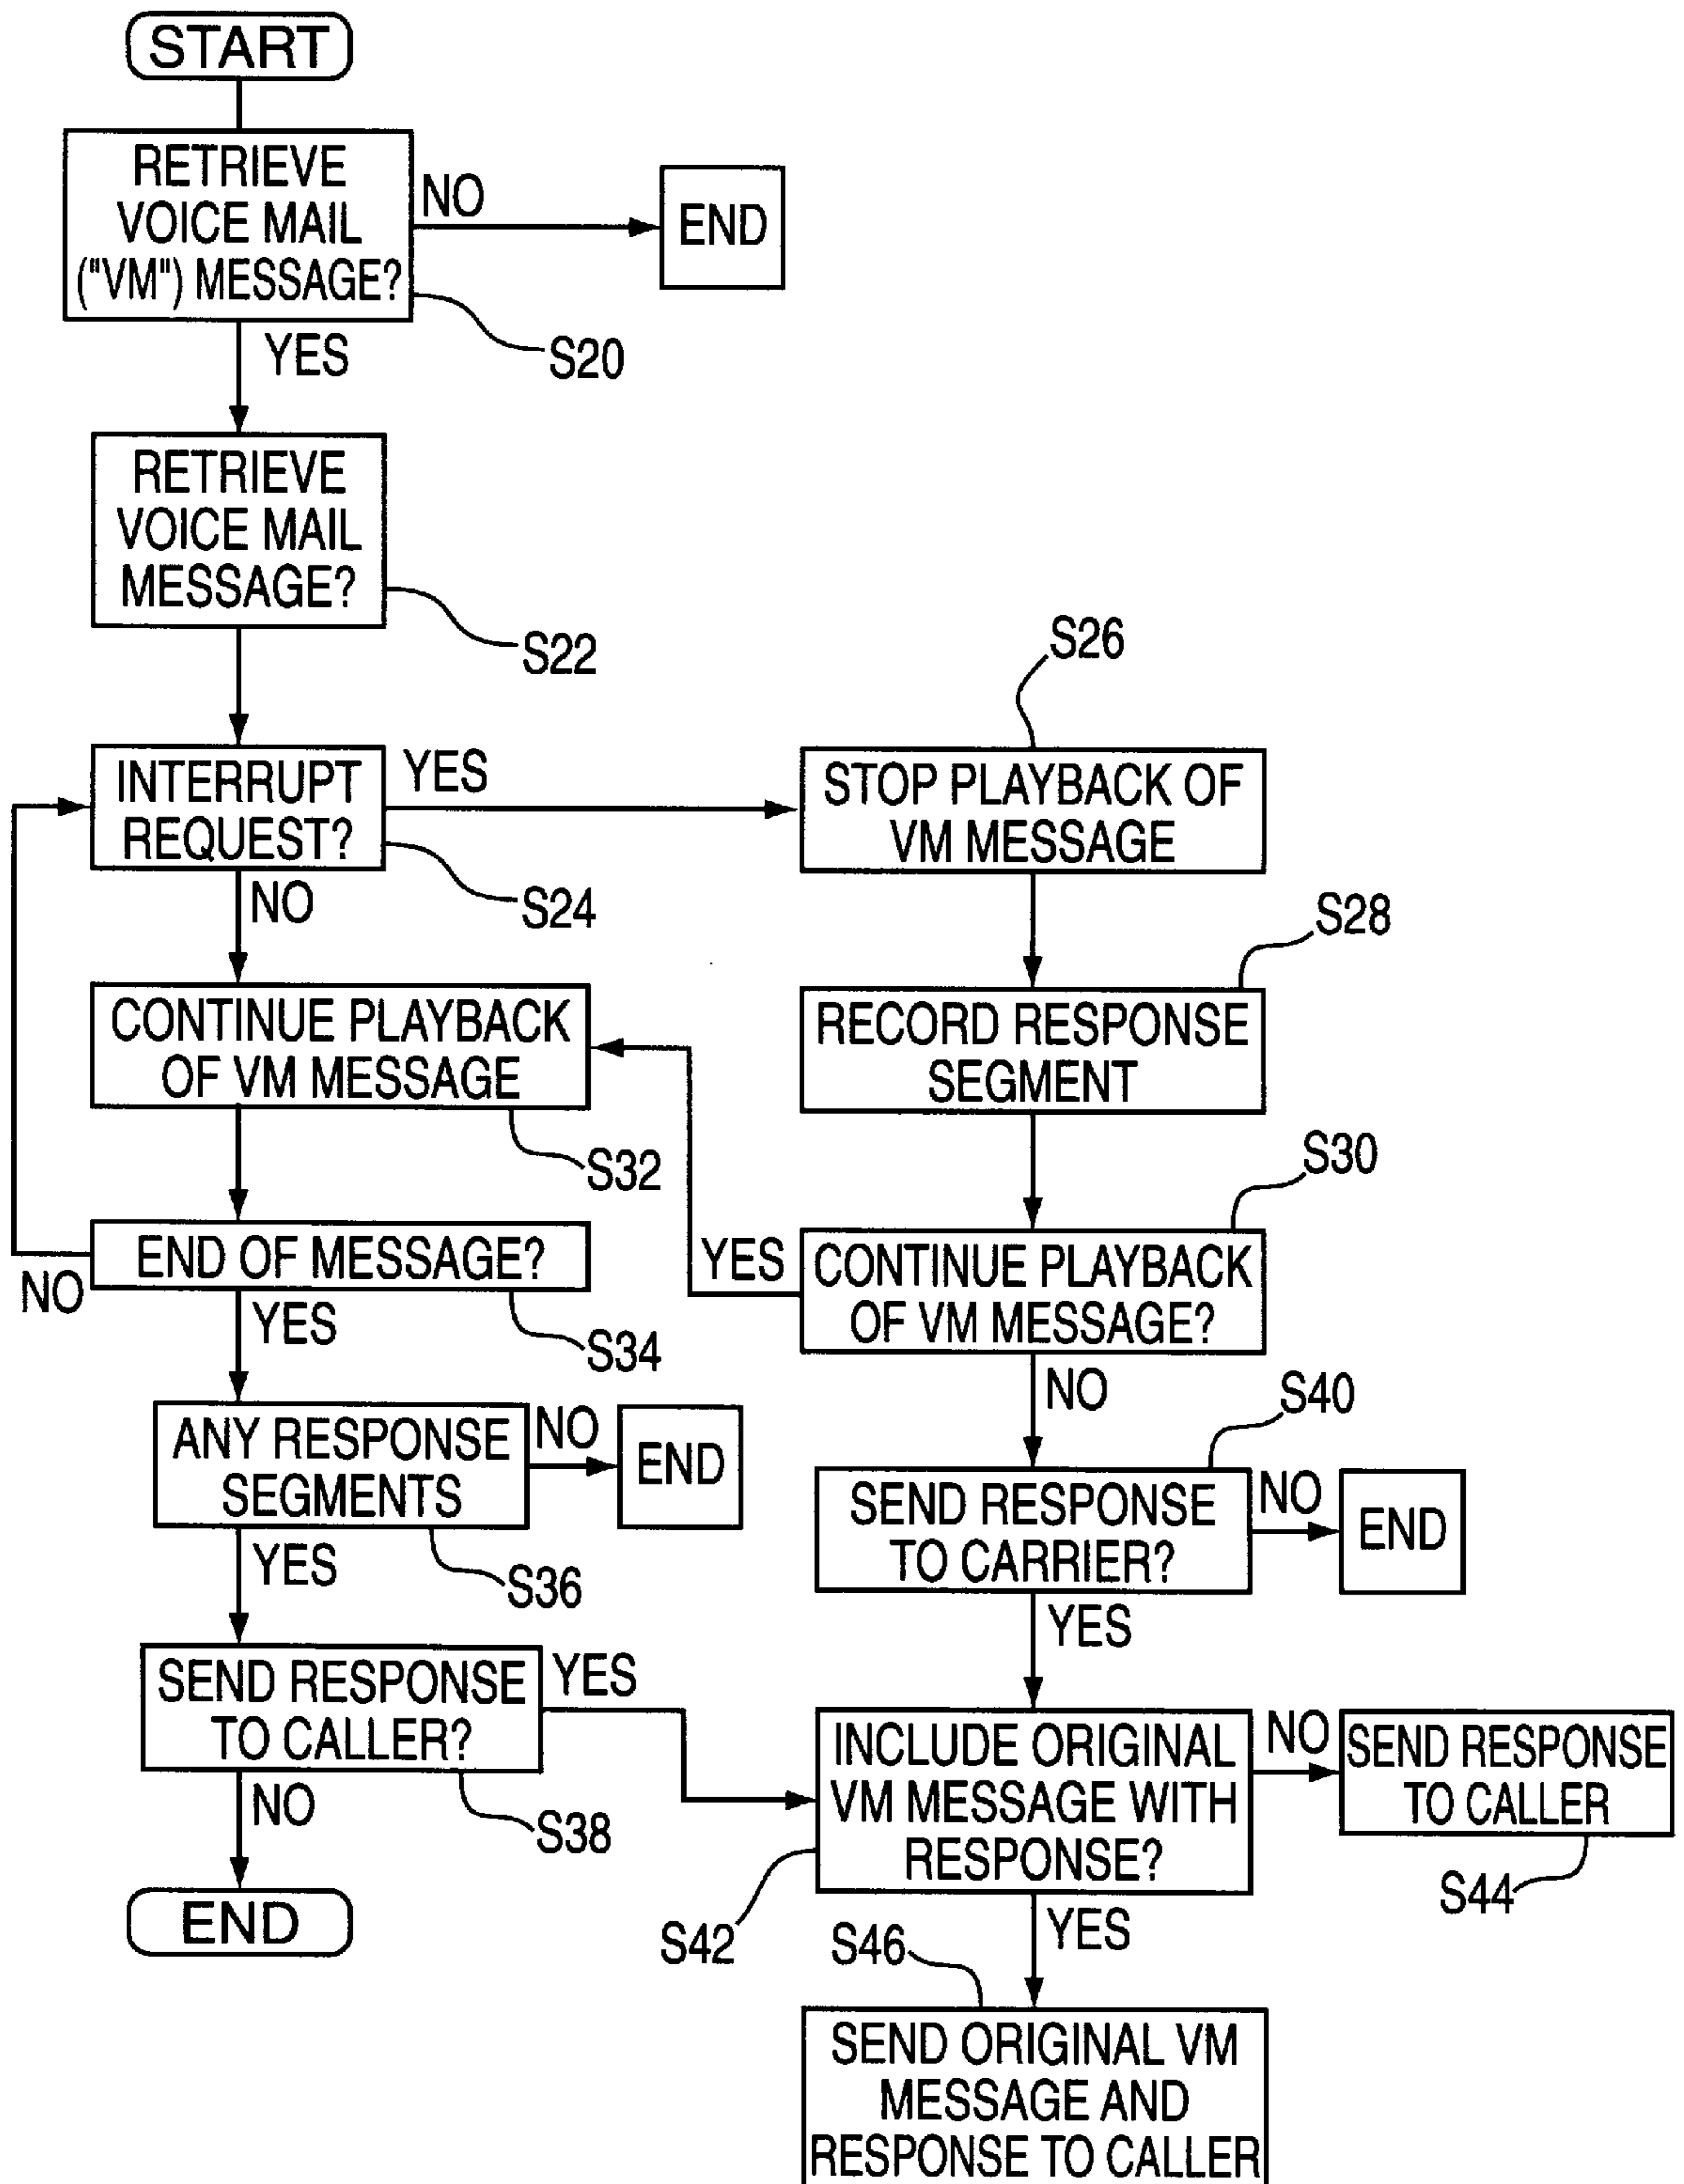 START
RETRIEVE
VOICE MAIL
("VM") MESSAGE?
NO
END
YES
S20
RETRIEVE
VOICE MAIL
MESSAGE?
S22
S26
INTERRUPT
REQUEST?
YES
STOP PLAYBACK OF
VM MESSAGE
NO
S24
S28
CONTINUE PLAYBACK
OF VM MESSAGE
RECORD RESPONSE
SEGMENT
S32
S30
END OF MESSAGE?
NO
YES
S34
YES
CONTINUE PLAYBACK
OF VM MESSAGE?
NO
S40
ANY RESPONSE
SEGMENTS
NO
END
YES
S36
SEND RESPONSE
TO CARRIER?
NO
END
YES
SEND RESPONSE
TO CALLER?
YES
NO
S38
END
INCLUDE ORIGINAL
VM MESSAGE WITH
RESPONSE?
NO
SEND RESPONSE
TO CALLER
S44
S42
YES
S46
SEND ORIGINAL VM
MESSAGE AND
RESPONSE TO CALLER